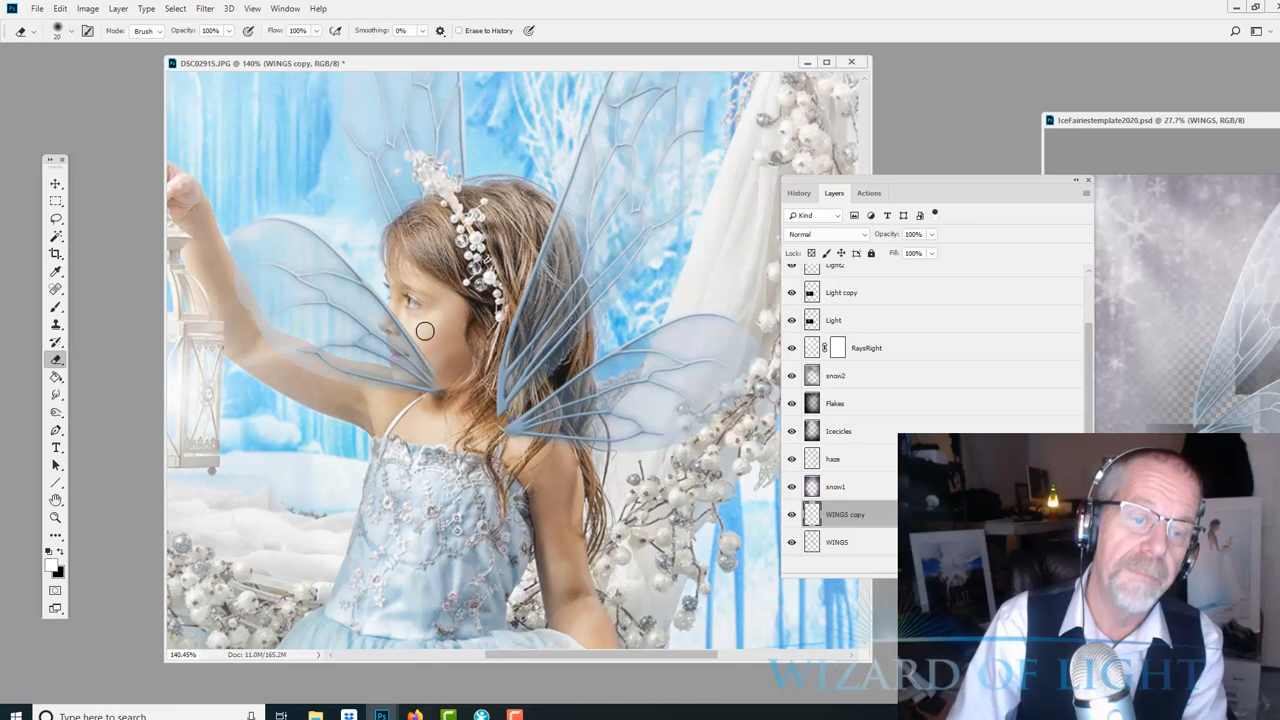 File Edit Image Layer Type Select Filter 3D View Window Help
20 Mode: Brush Opacity: 100% Flow: 100% Smoothing: 0% Erase to History
DSC02915.JPG @ 140% (WINGS copy, RGB/8) *
IceFairiestemplate2020.psd @ 27.7% (WINGS, RGB/8)
History Layers Actions
Kind
Normal Opacity: 100%
Lock: Fill: 100%
Light2
Light copy
Light
RaysRight
snow2
Flakes
Icecicles
haze
snow1
WINGS copy
WINGS
140.45% Doc: 11.0M/165.2M
WIZARD OF LIGHT
Type here to search